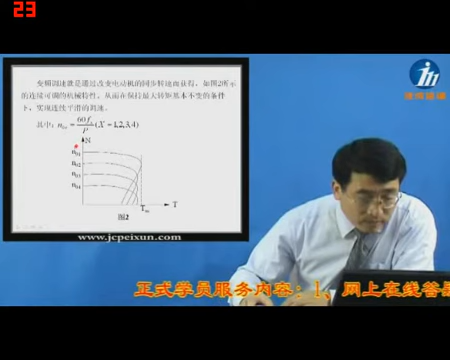 23
变频调速就是通过改变电动机的同步转速而获得，如图2所示
的连续可调的机械特性。从而在保持最大转矩基本不变的条件
下，实现连续平滑的调速。
其中：n₀ₓ=60fₓ/P (X=1,2,3,4)
N
n₀₁
n₀₂
n₀₃
n₀₄
Tₘ
T
图2
www.jcpeixun.com
正式学员服务内容：1、网上在线答